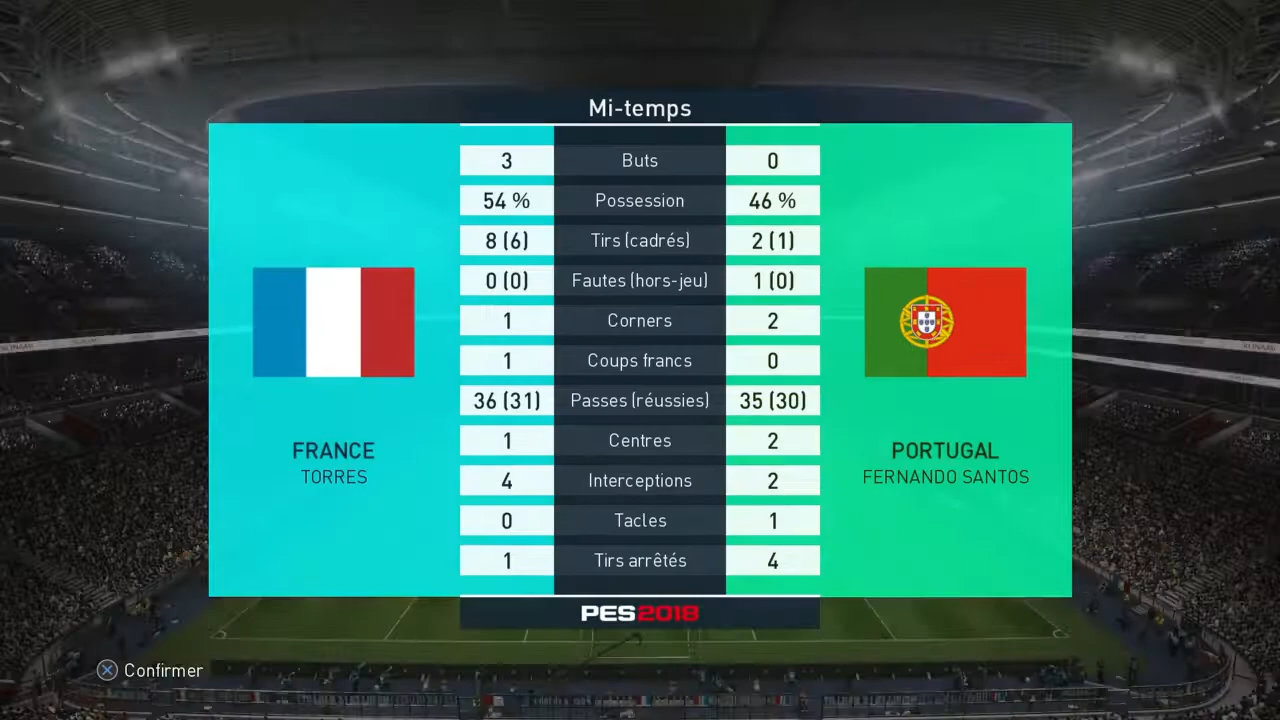 Mi-temps
3 Buts 0
54 % Possession 46 %
8 (6) Tirs (cadrés) 2 (1)
0 (0) Fautes (hors-jeu) 1 (0)
1 Corners 2
1 Coups francs 0
36 (31) Passes (réussies) 35 (30)
1 Centres 2
4 Interceptions 2
0 Tacles 1
1 Tirs arrêtés 4
FRANCE
TORRES
PORTUGAL
FERNANDO SANTOS
PES2018
Confirmer